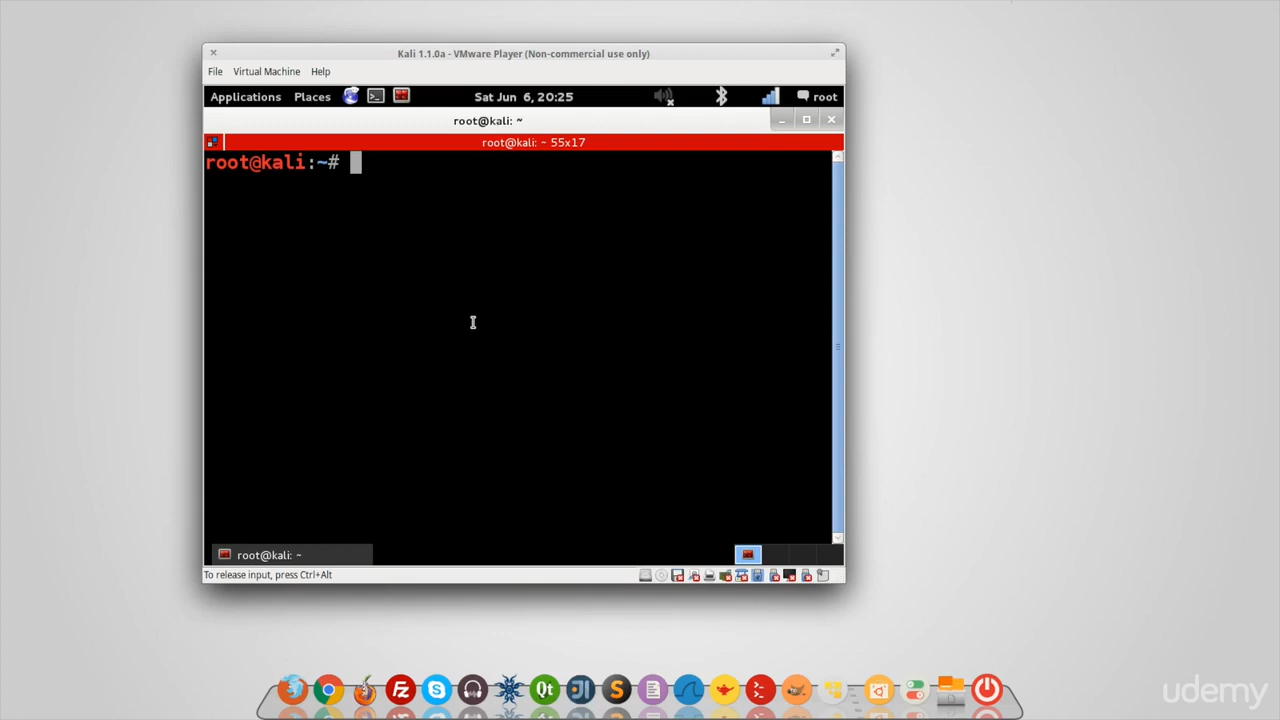 Kali 1.1.0a - VMware Player (Non-commercial use only)
File Virtual Machine Help
Applications Places Sat Jun 6, 20:25 root
root@kali: ~
root@kali: ~ 55x17
root@kali:~#
root@kali: ~
To release input, press Ctrl+Alt
Fz
Qt
S
udemy